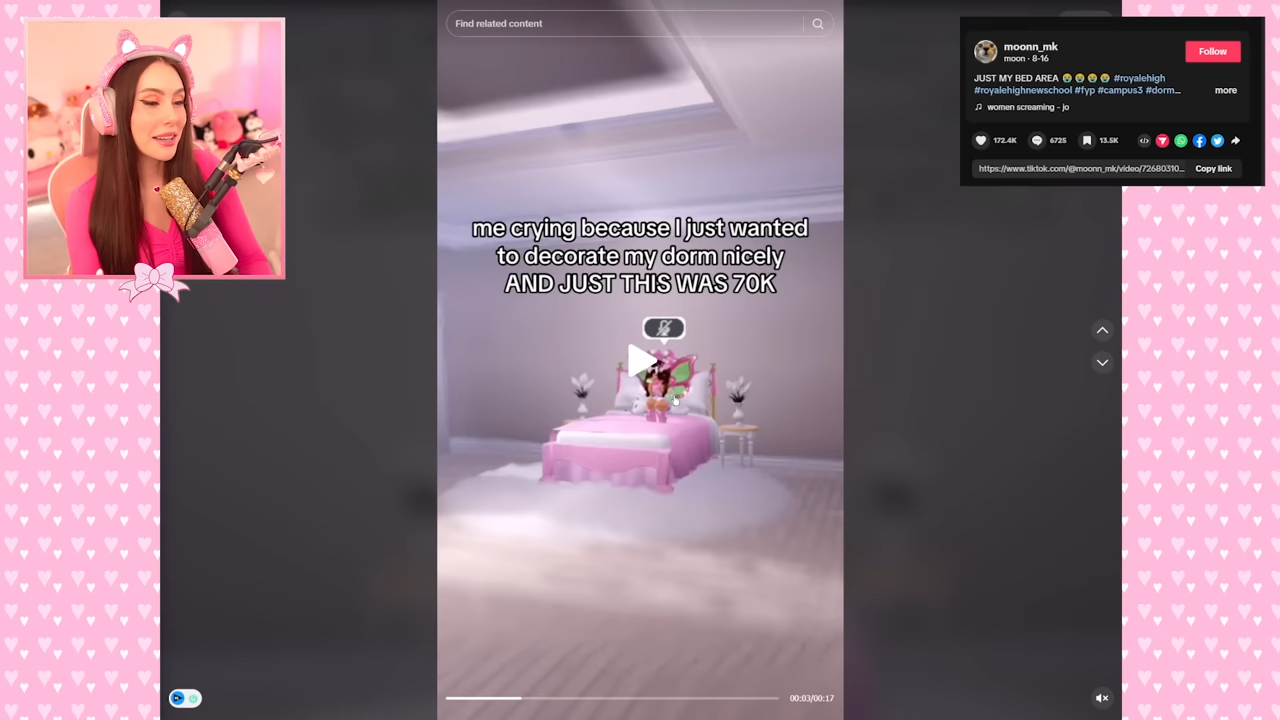 Find related content
me crying because I just wanted
to decorate my dorm nicely
AND JUST THIS WAS 70K
00:03/00:17
moonn_mk
moon · 8-16
Follow
JUST MY BED AREA 😭😭😭😭 #royalehigh
#royalehighnewschool #fyp #campus3 #dorm...
more
♫ women screaming - jo
172.4K
6725
13.5K
https://www.tiktok.com/@moonn_mk/video/72680310...
Copy link